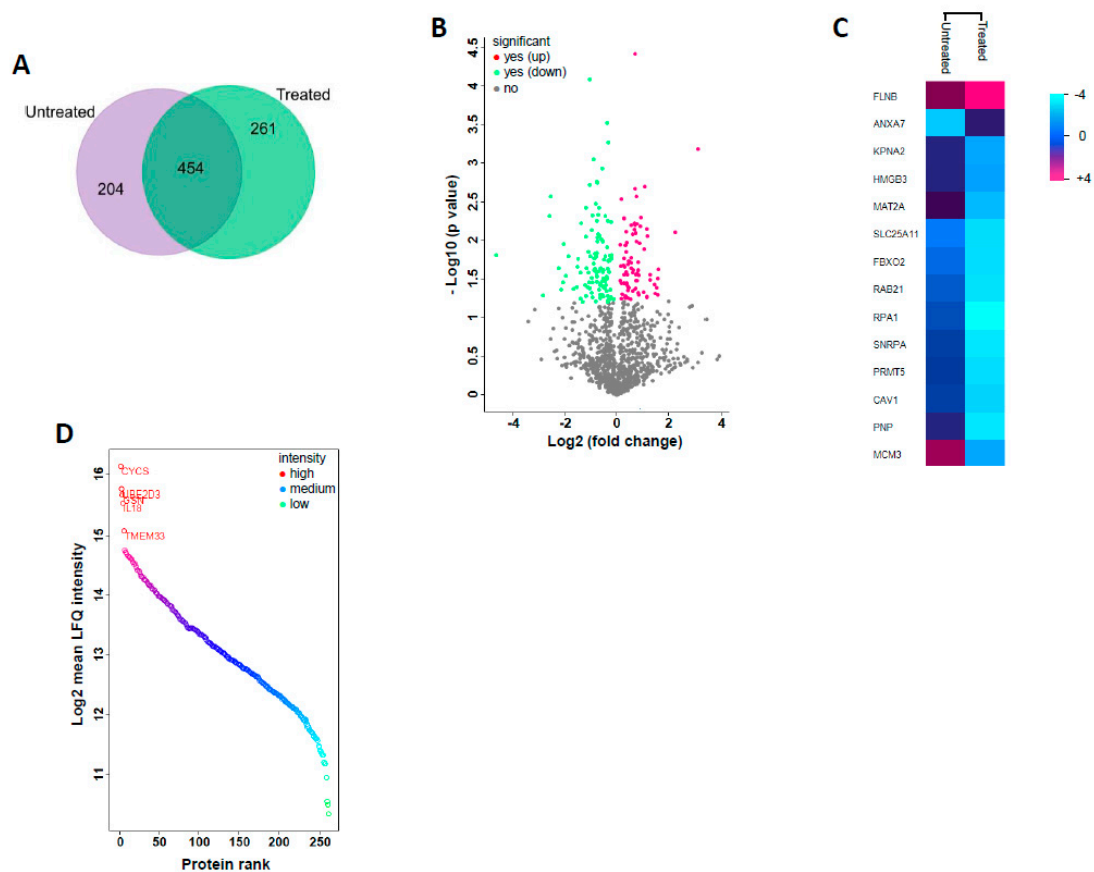 A
Untreated
Treated
204
454
261
B
significant
yes (up)
yes (down)
no
4.5
4
3.5
3
2.5
2
1.5
1
0.5
0
- Log10 (p value)
-4
-2
0
2
4
Log2 (fold change)
C
Untreated
Treated
FLNB
ANXA7
KPNA2
HMGB3
MAT2A
SLC25A11
FBXO2
RAB21
RPA1
SNRPA
PRMT5
CAV1
PNP
MCM3
-4
0
+4
D
intensity
high
medium
low
CYCS
UBE2D3
GSN
IL18
TMEM33
16
15
14
13
12
11
Log2 mean LFQ intensity
0
50
100
150
200
250
Protein rank